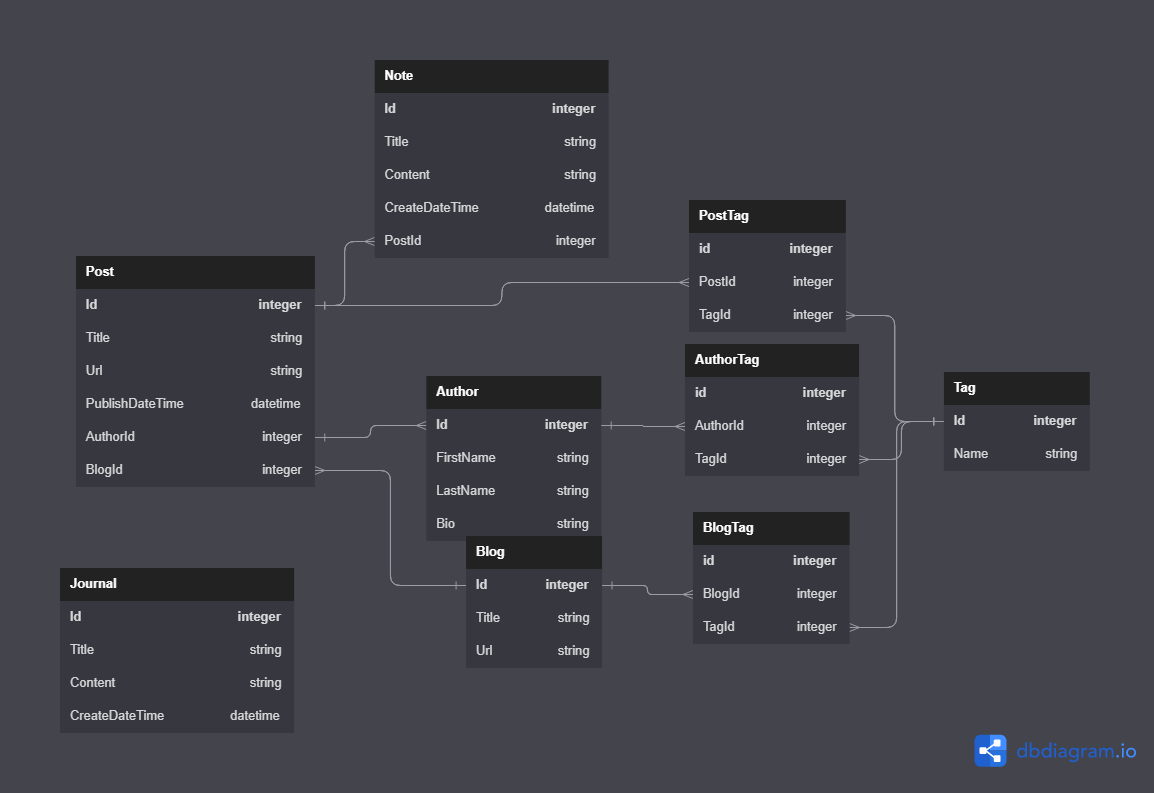 Note
Id integer
Title string
Content string
CreateDateTime datetime
PostId integer
PostTag
id integer
PostId integer
TagId integer
Post
Id integer
Title string
Url string
PublishDateTime datetime
AuthorId integer
BlogId integer
AuthorTag
id integer
AuthorId integer
TagId integer
Author
Id integer
FirstName string
LastName string
Bio string
Tag
Id integer
Name string
BlogTag
id integer
BlogId integer
TagId integer
Blog
Id integer
Title string
Url string
Journal
Id integer
Title string
Content string
CreateDateTime datetime
dbdiagram.io